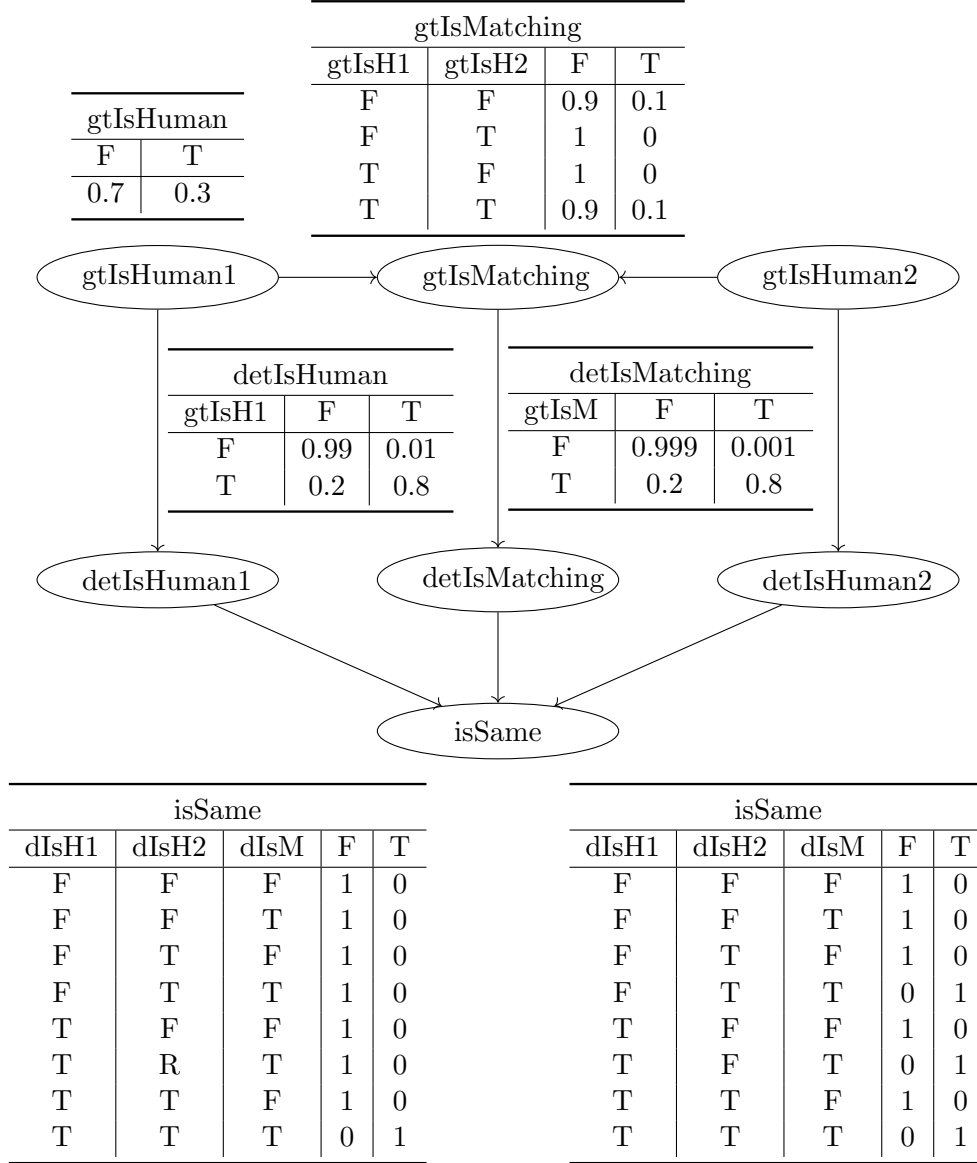 gtIsMatching
gtIsH1 gtIsH2 F T
F F 0.9 0.1
F T 1 0
T F 1 0
T T 0.9 0.1
gtIsHuman
F T
0.7 0.3
gtIsHuman1 gtIsMatching gtIsHuman2
detIsHuman
gtIsH1 F T
F 0.99 0.01
T 0.2 0.8
detIsMatching
gtIsM F T
F 0.999 0.001
T 0.2 0.8
detIsHuman1 detIsMatching detIsHuman2
isSame
isSame
dIsH1 dIsH2 dIsM F T
F F F 1 0
F F T 1 0
F T F 1 0
F T T 1 0
T F F 1 0
T R T 1 0
T T F 1 0
T T T 0 1
isSame
dIsH1 dIsH2 dIsM F T
F F F 1 0
F F T 1 0
F T F 1 0
F T T 0 1
T F F 1 0
T F T 0 1
T T F 1 0
T T T 0 1